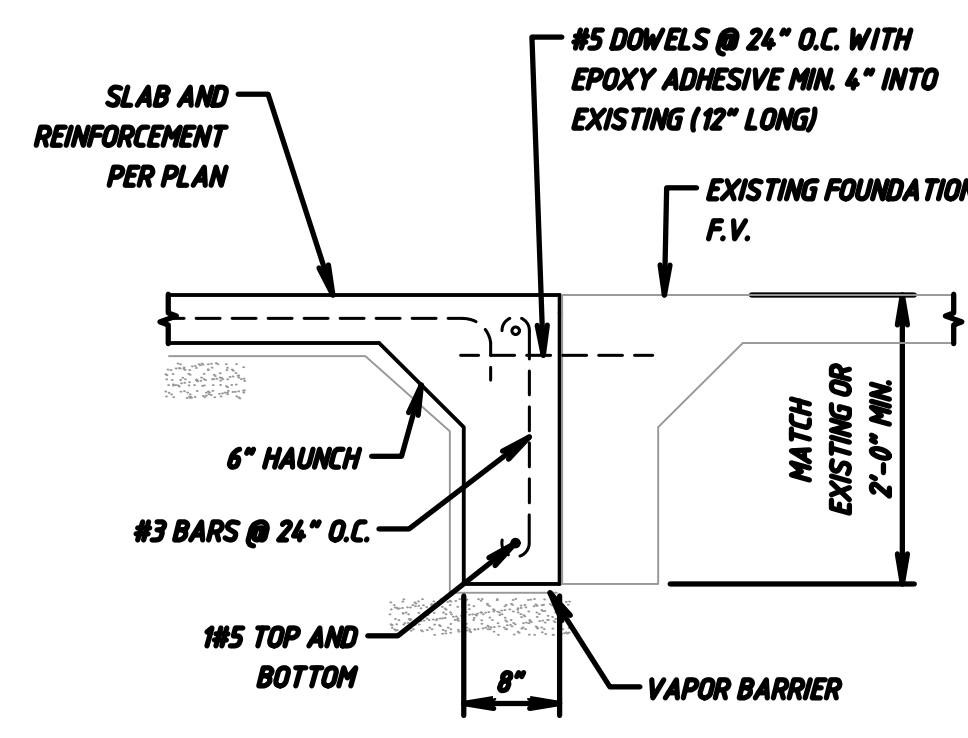 #5 DOWELS @ 24" O.C. WITH
EPOXY ADHESIVE MIN. 4" INTO
EXISTING (12" LONG)
SLAB AND
REINFORCEMENT
PER PLAN
EXISTING FOUNDATION
F.V.
MATCH
EXISTING OR
2'-0" MIN.
6" HAUNCH
#3 BARS @ 24" O.C.
1#5 TOP AND
BOTTOM
8"
VAPOR BARRIER